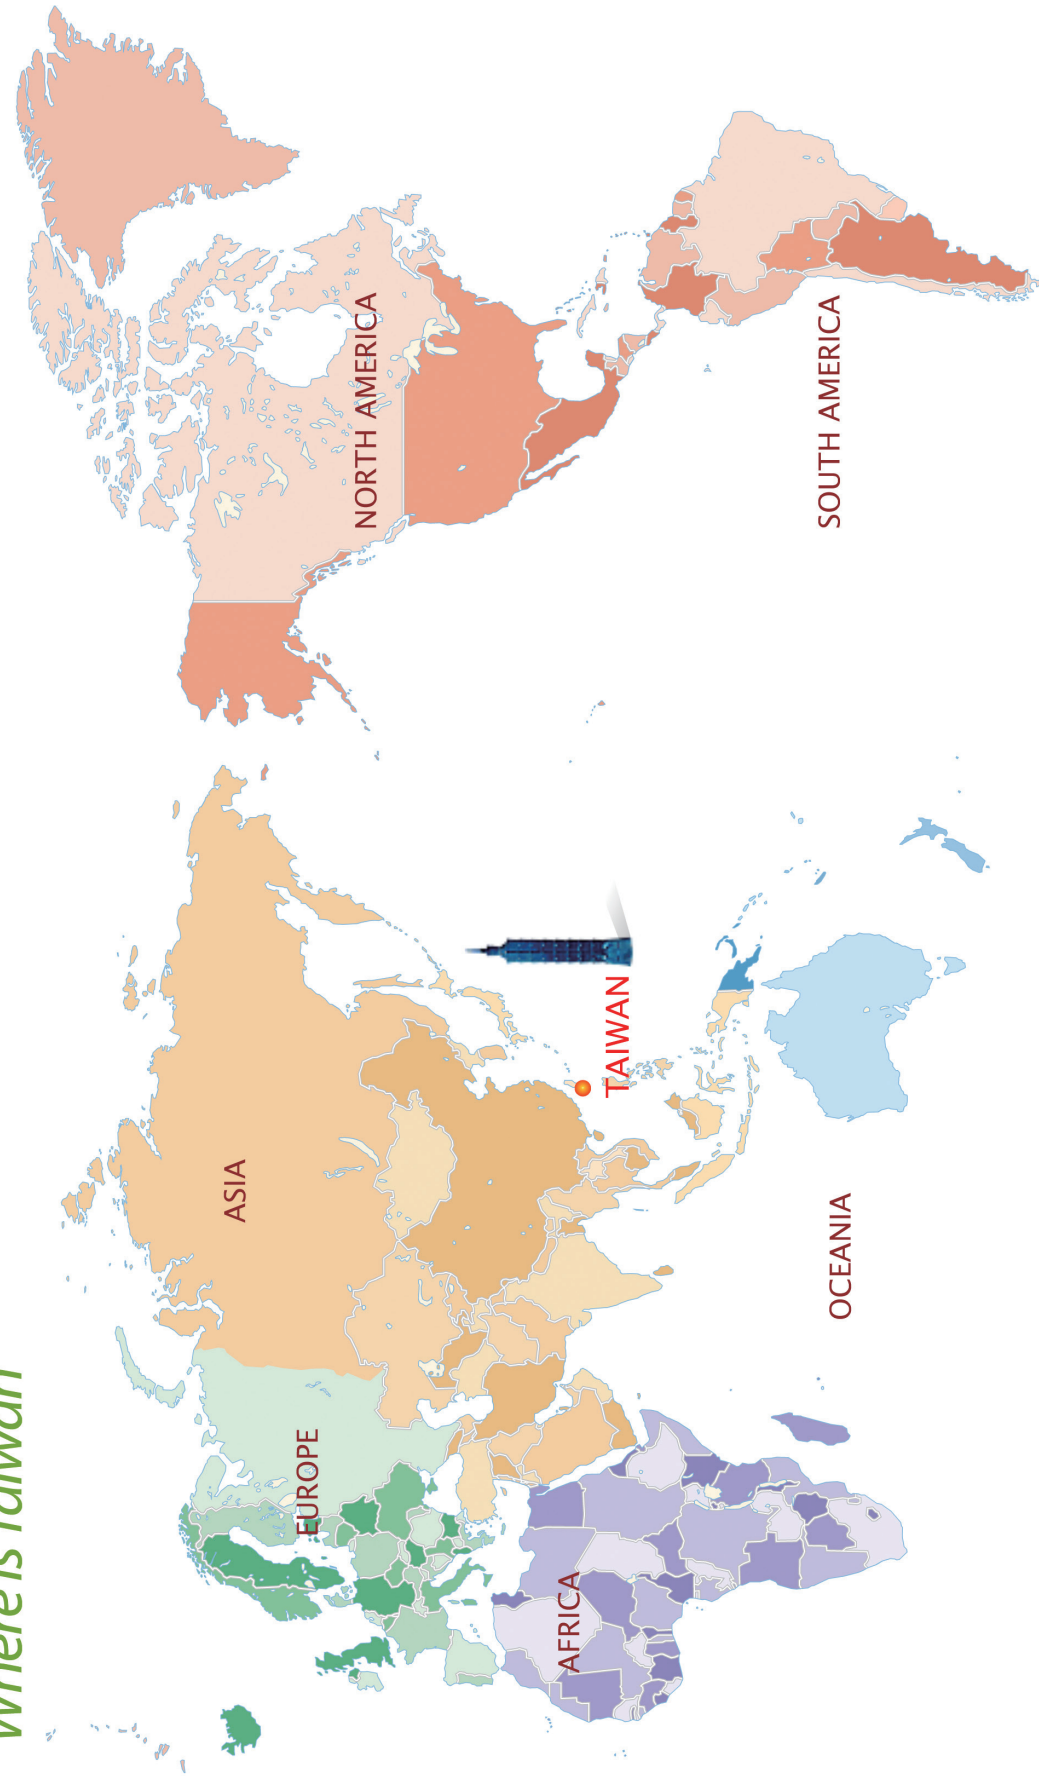 Where is Taiwan
EUROPE
ASIA
NORTH AMERICA
AFRICA
TAIWAN
OCEANIA
SOUTH AMERICA